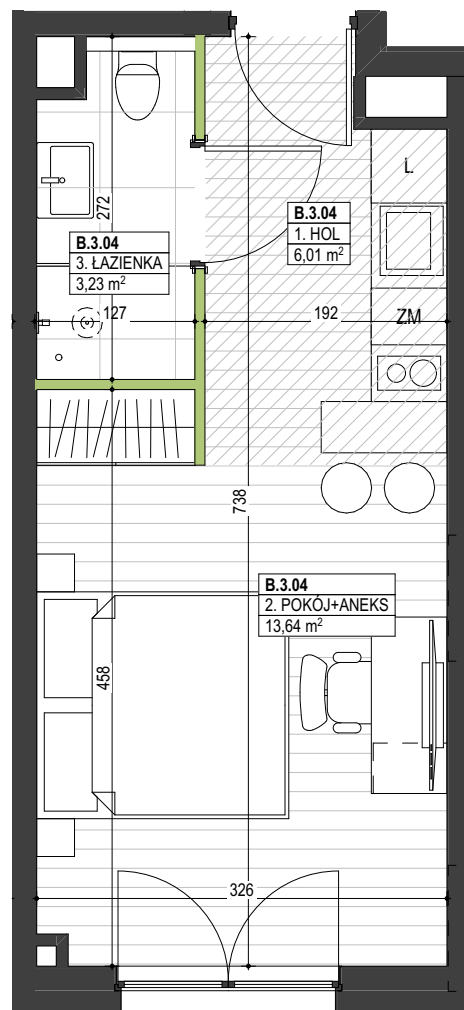 L
272
B.3.04
3. ŁAZIENKA
3,23 m²
B.3.04
1. HOL
6,01 m²
127
192
ZM
738
B.3.04
2. POKÓJ+ANEKS
13,64 m²
458
326